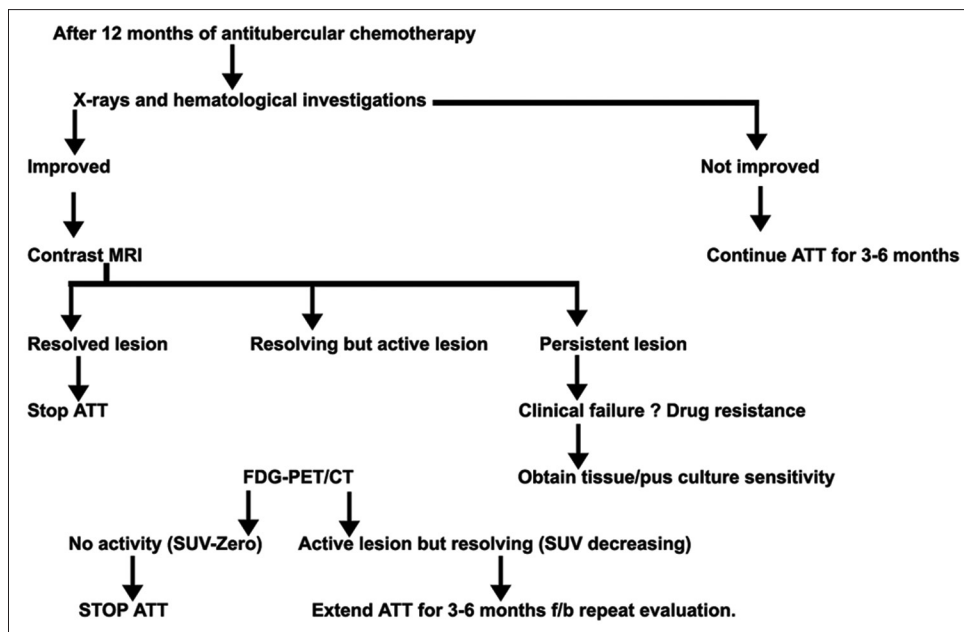 After 12 months of antitubercular chemotherapy
X-rays and hematological investigations
Improved
Not improved
Contrast MRI
Continue ATT for 3-6 months
Resolved lesion
Resolving but active lesion
Persistent lesion
Stop ATT
Clinical failure ? Drug resistance
FDG-PET/CT
Obtain tissue/pus culture sensitivity
No activity (SUV-Zero)
Active lesion but resolving (SUV decreasing)
STOP ATT
Extend ATT for 3-6 months f/b repeat evaluation.